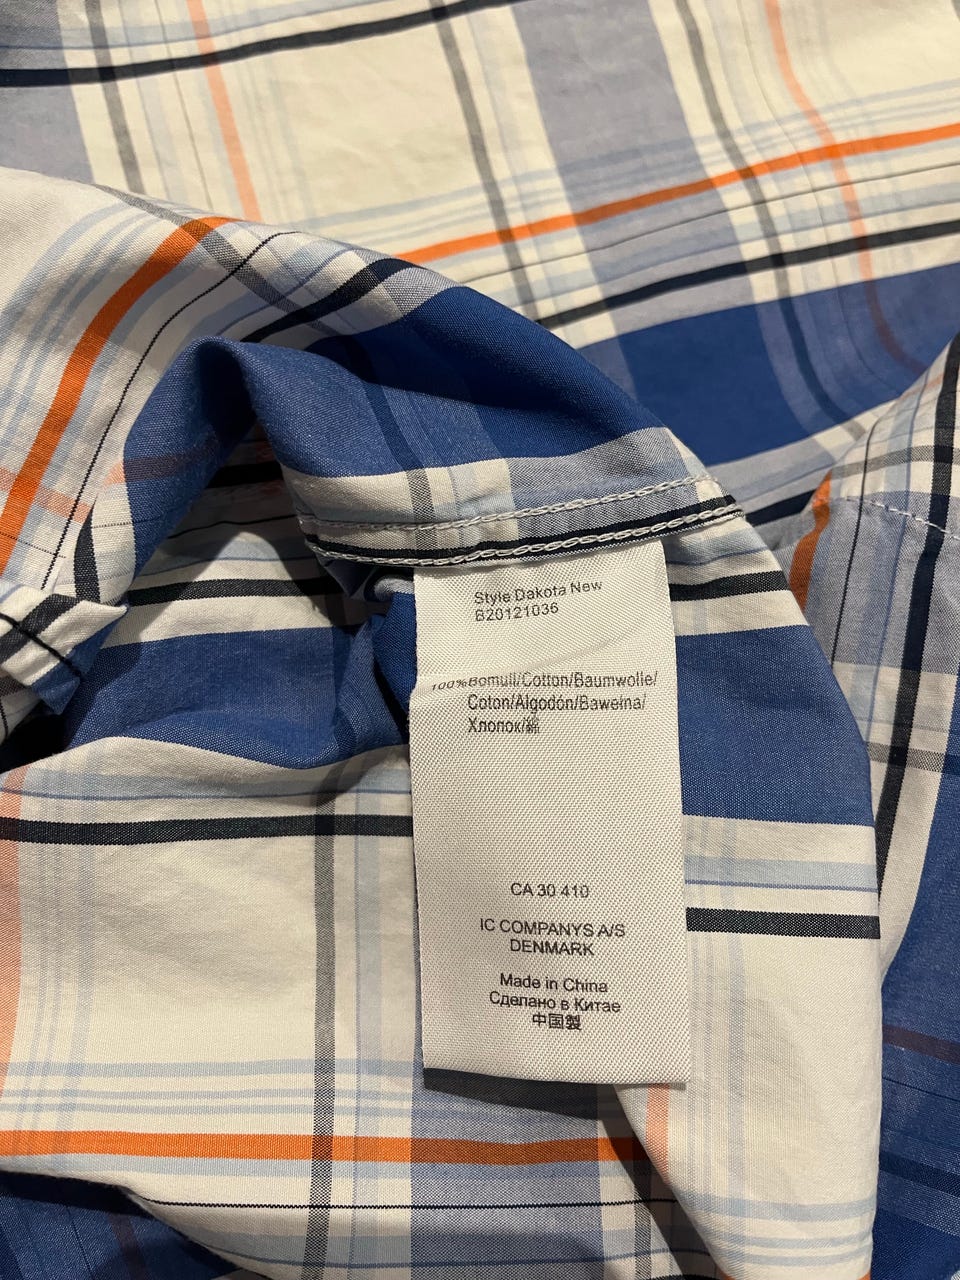 Style Dakota New
B20121036
100%Bomull/Cotton/Baumwolle/
Coton/Algodón/Bawełna/
Хлопок/綿
CA 30 410
IC COMPANYS A/S
DENMARK
Made in China
Сделано в Китае
中国製